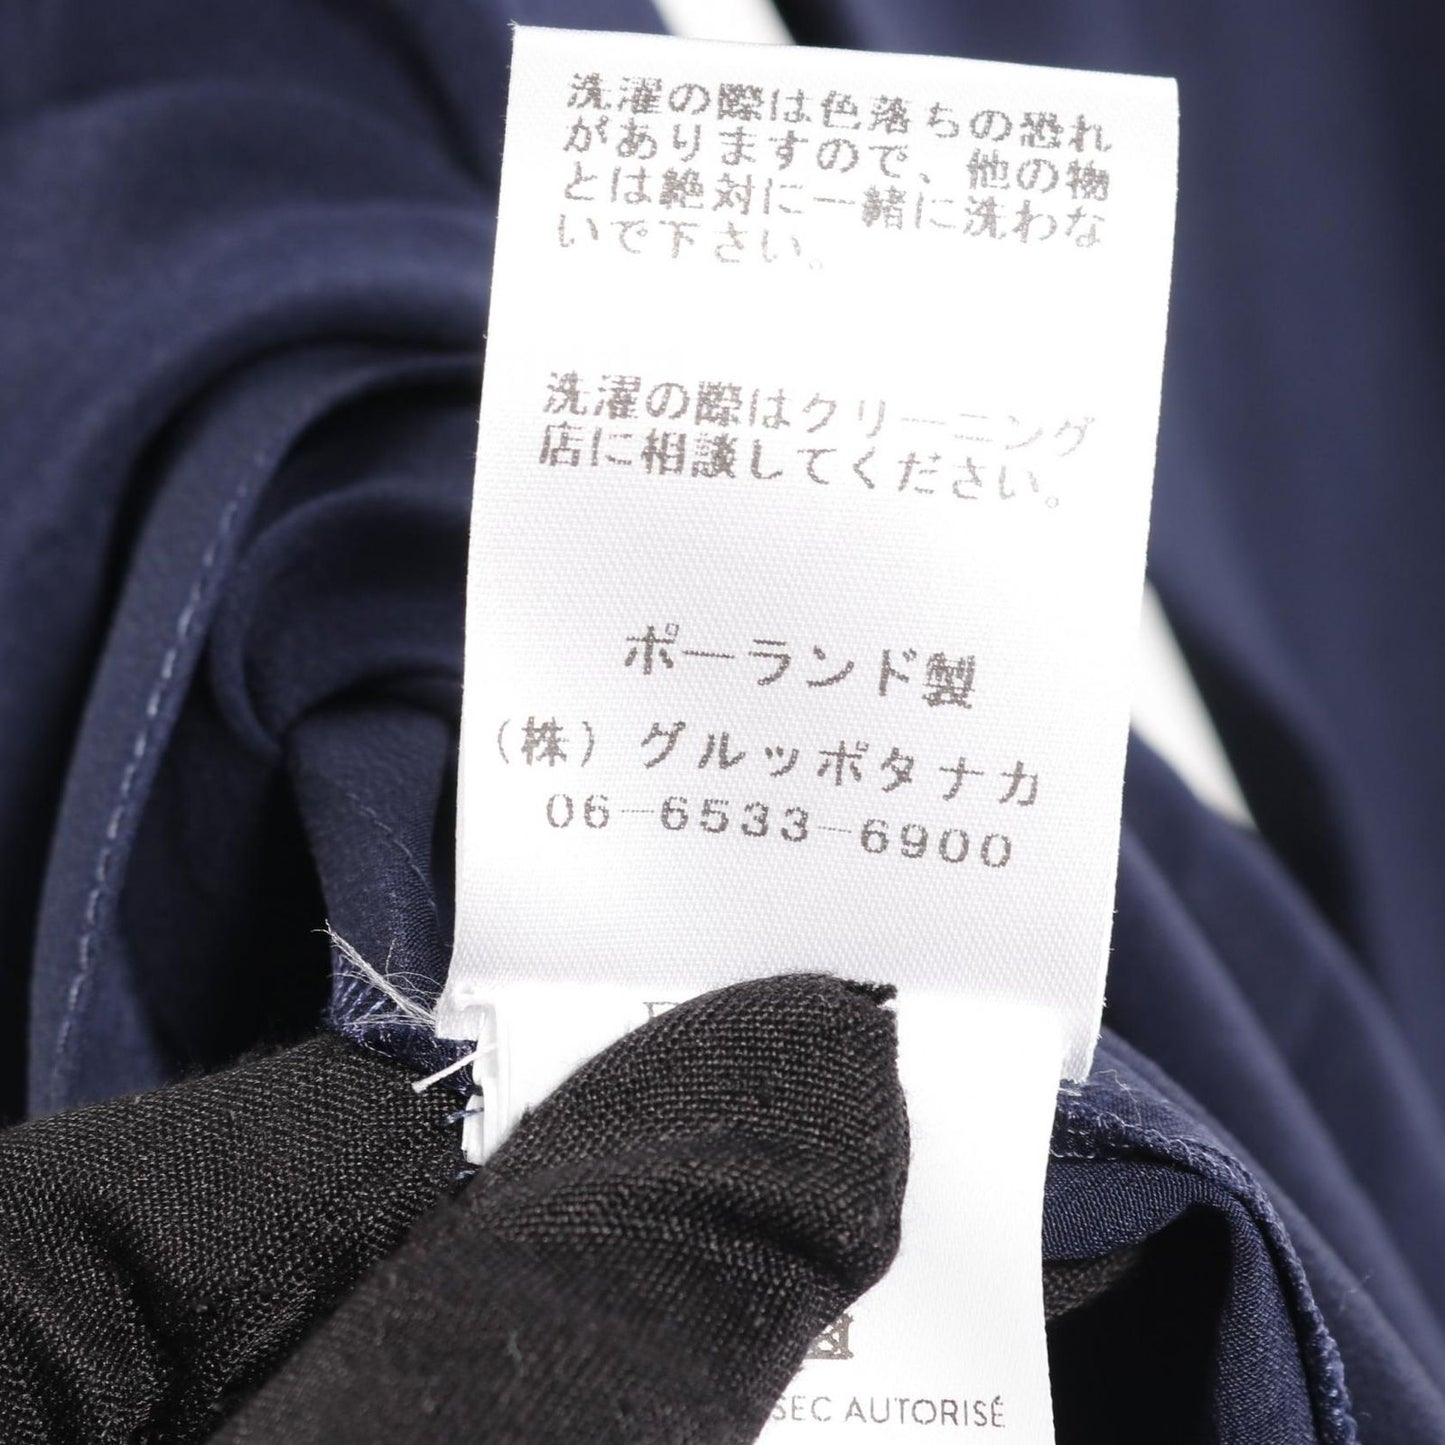 洗濯の際は色落ちの恐れ
がありますので、他の物
とは絶対に一緒に洗わな
いで下さい。
洗濯の際はクリーニング
店に相談してください。
ポーランド製
(株)グルッポタナカ
06-6533-6900
SEC AUTORISÉ